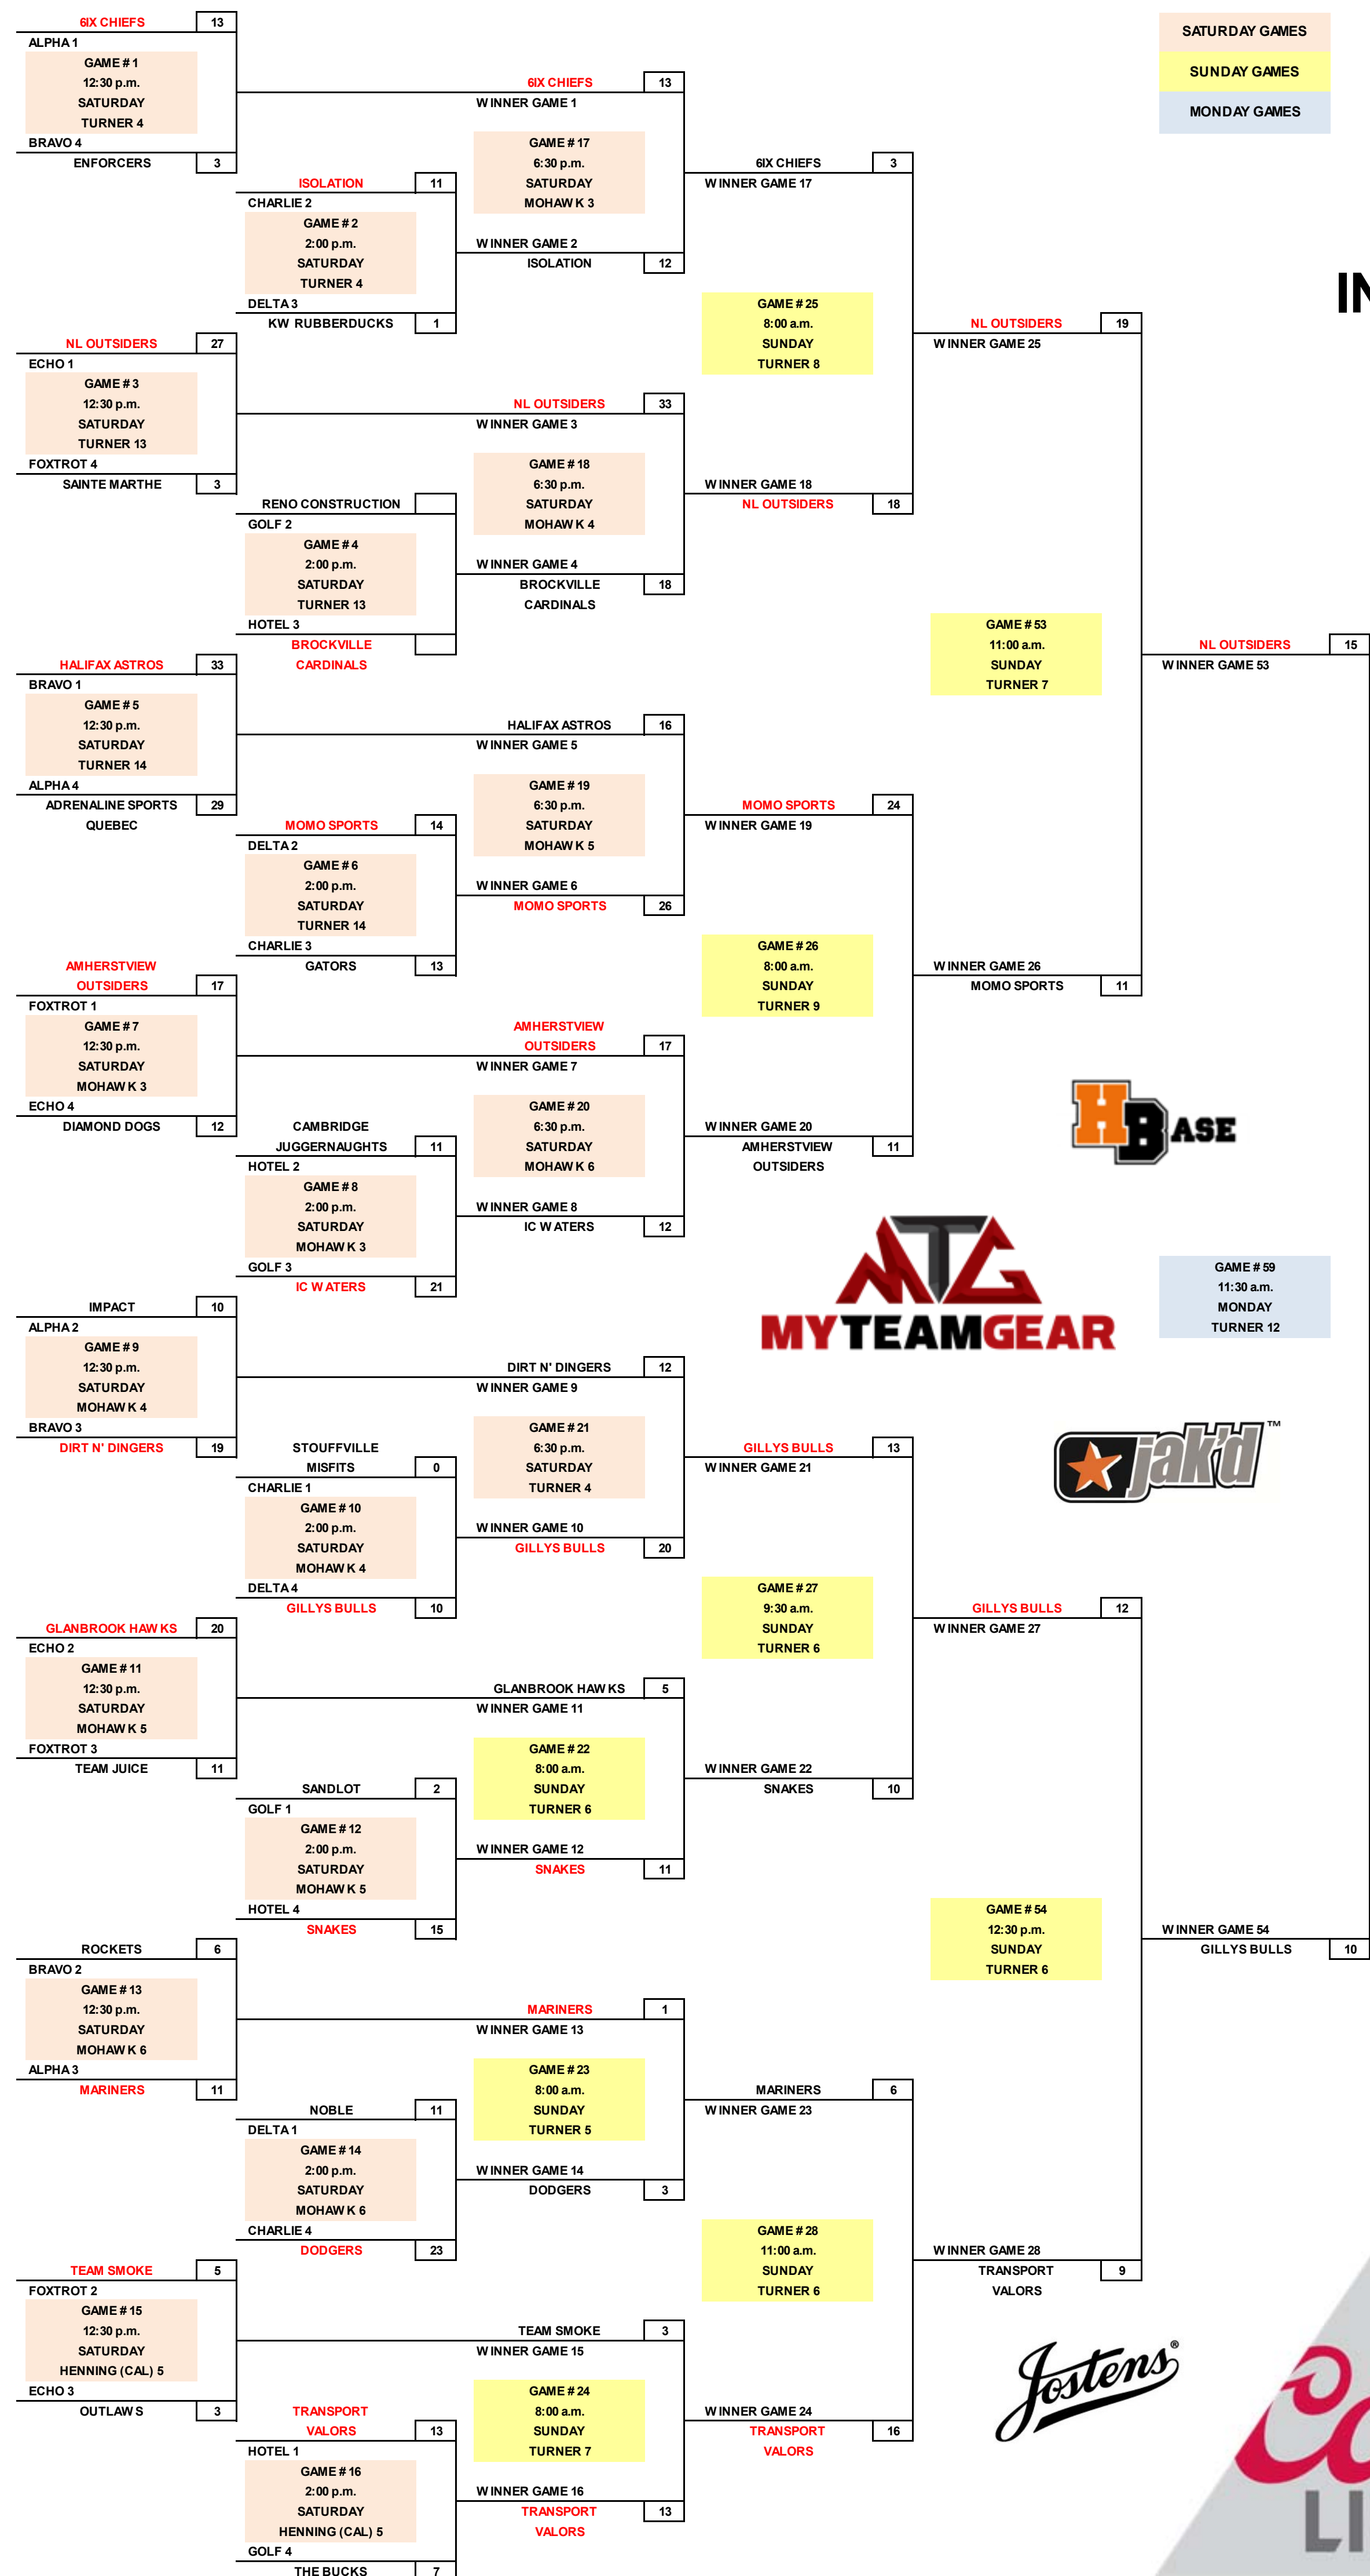 6IX CHIEFS 13
ALPHA 1
GAME # 1
12:30 p.m.
SATURDAY
TURNER 4
BRAVO 4
ENFORCERS 3
ISOLATION 11
CHARLIE 2
GAME # 2
2:00 p.m.
SATURDAY
TURNER 4
DELTA 3
KW RUBBERDUCKS 1
NL OUTSIDERS 27
ECHO 1
GAME # 3
12:30 p.m.
SATURDAY
TURNER 13
FOXTROT 4
SAINTE MARTHE 3
RENO CONSTRUCTION
GOLF 2
GAME # 4
2:00 p.m.
SATURDAY
TURNER 13
HOTEL 3
BROCKVILLE
CARDINALS
HALIFAX ASTROS 33
BRAVO 1
GAME # 5
12:30 p.m.
SATURDAY
TURNER 14
ALPHA 4
ADRENALINE SPORTS 29
QUEBEC
MOMO SPORTS 14
DELTA 2
GAME # 6
2:00 p.m.
SATURDAY
TURNER 14
CHARLIE 3
GATORS 13
AMHERSTVIEW
OUTSIDERS 17
FOXTROT 1
GAME # 7
12:30 p.m.
SATURDAY
MOHAWK 3
ECHO 4
DIAMOND DOGS 12
CAMBRIDGE
JUGGERNAUGHTS 11
HOTEL 2
GAME # 8
2:00 p.m.
SATURDAY
MOHAWK 3
GOLF 3
IC WATERS 21
IMPACT 10
ALPHA 2
GAME # 9
12:30 p.m.
SATURDAY
MOHAWK 4
BRAVO 3
DIRT N' DINGERS 19
STOUFFVILLE
MISFITS 0
CHARLIE 1
GAME # 10
2:00 p.m.
SATURDAY
MOHAWK 4
DELTA 4
GILLYS BULLS 10
GLANBROOK HAWKS 20
ECHO 2
GAME # 11
12:30 p.m.
SATURDAY
MOHAWK 5
FOXTROT 3
TEAM JUICE 11
SANDLOT 2
GOLF 1
GAME # 12
2:00 p.m.
SATURDAY
MOHAWK 5
HOTEL 4
SNAKES 15
ROCKETS 6
BRAVO 2
GAME # 13
12:30 p.m.
SATURDAY
MOHAWK 6
ALPHA 3
MARINERS 11
NOBLE 11
DELTA 1
GAME # 14
2:00 p.m.
SATURDAY
MOHAWK 6
CHARLIE 4
DODGERS 23
TEAM SMOKE 5
FOXTROT 2
GAME # 15
12:30 p.m.
SATURDAY
HENNING (CAL) 5
ECHO 3
OUTLAWS 3
TRANSPORT
VALORS 13
HOTEL 1
GAME # 16
2:00 p.m.
SATURDAY
HENNING (CAL) 5
GOLF 4
THE BUCKS 7
6IX CHIEFS 13
WINNER GAME 1
GAME # 17
6:30 p.m.
SATURDAY
MOHAWK 3
WINNER GAME 2
ISOLATION 12
NL OUTSIDERS 33
WINNER GAME 3
GAME # 18
6:30 p.m.
SATURDAY
MOHAWK 4
WINNER GAME 4
BROCKVILLE 18
CARDINALS
HALIFAX ASTROS 16
WINNER GAME 5
GAME # 19
6:30 p.m.
SATURDAY
MOHAWK 5
WINNER GAME 6
MOMO SPORTS 26
AMHERSTVIEW
OUTSIDERS 17
WINNER GAME 7
GAME # 20
6:30 p.m.
SATURDAY
MOHAWK 6
WINNER GAME 8
IC WATERS 12
DIRT N' DINGERS 12
WINNER GAME 9
GAME # 21
6:30 p.m.
SATURDAY
TURNER 4
WINNER GAME 10
GILLYS BULLS 20
GLANBROOK HAWKS 5
WINNER GAME 11
GAME # 22
8:00 a.m.
SUNDAY
TURNER 6
WINNER GAME 12
SNAKES 11
MARINERS 1
WINNER GAME 13
GAME # 23
8:00 a.m.
SUNDAY
TURNER 5
WINNER GAME 14
DODGERS 3
TEAM SMOKE 3
WINNER GAME 15
GAME # 24
8:00 a.m.
SUNDAY
TURNER 7
WINNER GAME 16
TRANSPORT 13
VALORS
6IX CHIEFS 3
WINNER GAME 17
GAME # 25
8:00 a.m.
SUNDAY
TURNER 8
WINNER GAME 18
NL OUTSIDERS 18
MOMO SPORTS 24
WINNER GAME 19
GAME # 26
8:00 a.m.
SUNDAY
TURNER 9
WINNER GAME 20
AMHERSTVIEW 11
OUTSIDERS
GILLYS BULLS 13
WINNER GAME 21
GAME # 27
9:30 a.m.
SUNDAY
TURNER 6
WINNER GAME 22
SNAKES 10
MARINERS 6
WINNER GAME 23
GAME # 28
11:00 a.m.
SUNDAY
TURNER 6
WINNER GAME 24
TRANSPORT 16
VALORS
NL OUTSIDERS 19
WINNER GAME 25
GAME # 53
11:00 a.m.
SUNDAY
TURNER 7
WINNER GAME 26
MOMO SPORTS 11
GILLYS BULLS 12
WINNER GAME 27
GAME # 54
12:30 p.m.
SUNDAY
TURNER 6
WINNER GAME 28
TRANSPORT 9
VALORS
SATURDAY GAMES
SUNDAY GAMES
MONDAY GAMES
IN
NL OUTSIDERS 15
WINNER GAME 53
HBASE
MTG
MYTEAMGEAR
GAME # 59
11:30 a.m.
MONDAY
TURNER 12
jak'd™
WINNER GAME 54
GILLYS BULLS 10
Jostens®
Co
LI